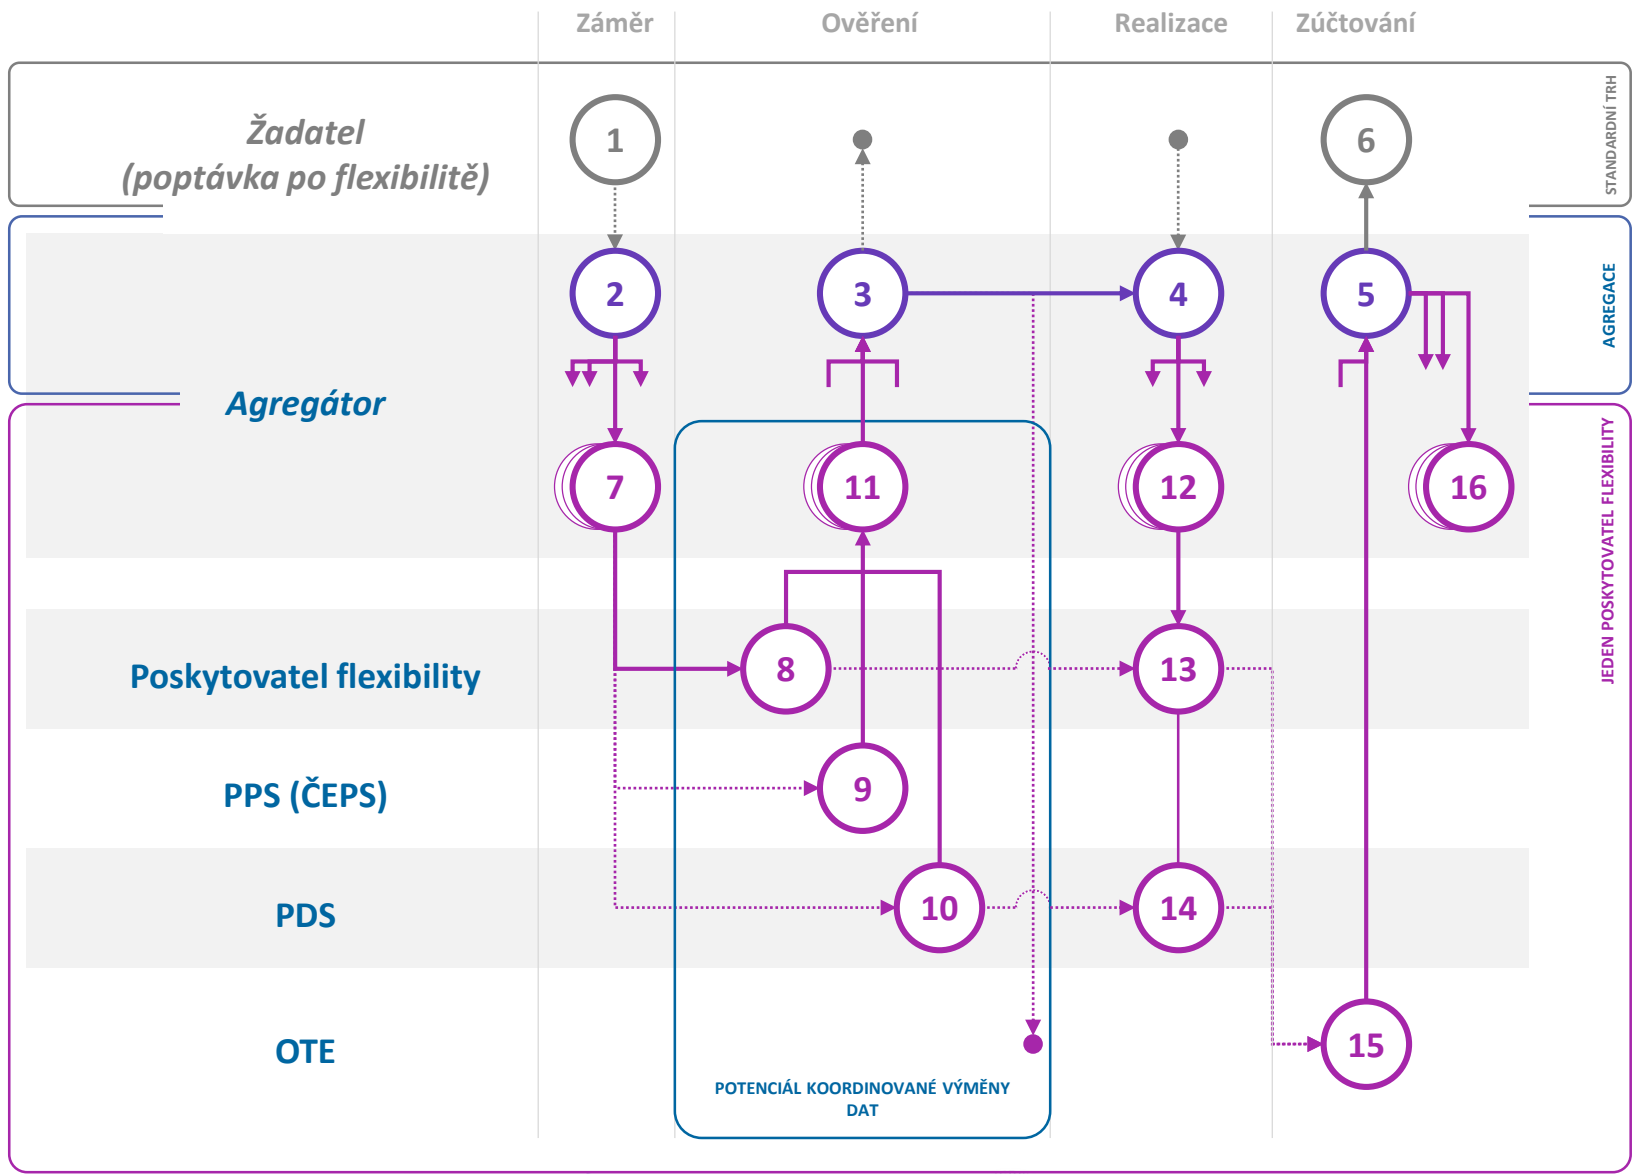 Záměr
Ověření
Realizace
Zúčtování
Žadatel
(poptávka po flexibilitě)
1
6
STANDARDNÍ TRH
2
3
4
5
AGREGACE
Agregátor
7
11
12
16
JEDEN POSKYTOVATEL FLEXIBILITY
Poskytovatel flexibility
8
13
PPS (ČEPS)
9
PDS
10
14
OTE
15
POTENCIÁL KOORDINOVANÉ VÝMĚNY
DAT